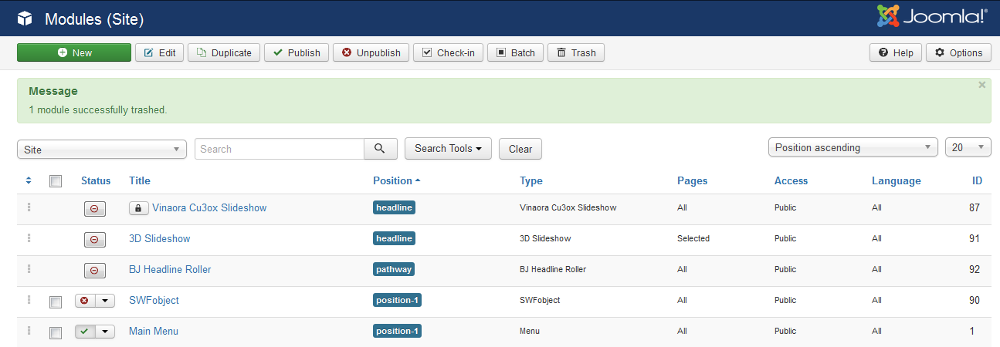 Modules (Site) Joomla!®
New Edit Duplicate Publish Unpublish Check-in Batch Trash Help Options
Message ×
1 module successfully trashed.
Site Search Search Tools Clear Position ascending 20
Status Title Position Type Pages Access Language ID
Vinaora Cu3ox Slideshow headline Vinaora Cu3ox Slideshow All Public All 87
3D Slideshow headline 3D Slideshow Selected Public All 91
BJ Headline Roller pathway BJ Headline Roller All Public All 92
SWFobject position-1 SWFobject All Public All 90
Main Menu position-1 Menu All Public All 1